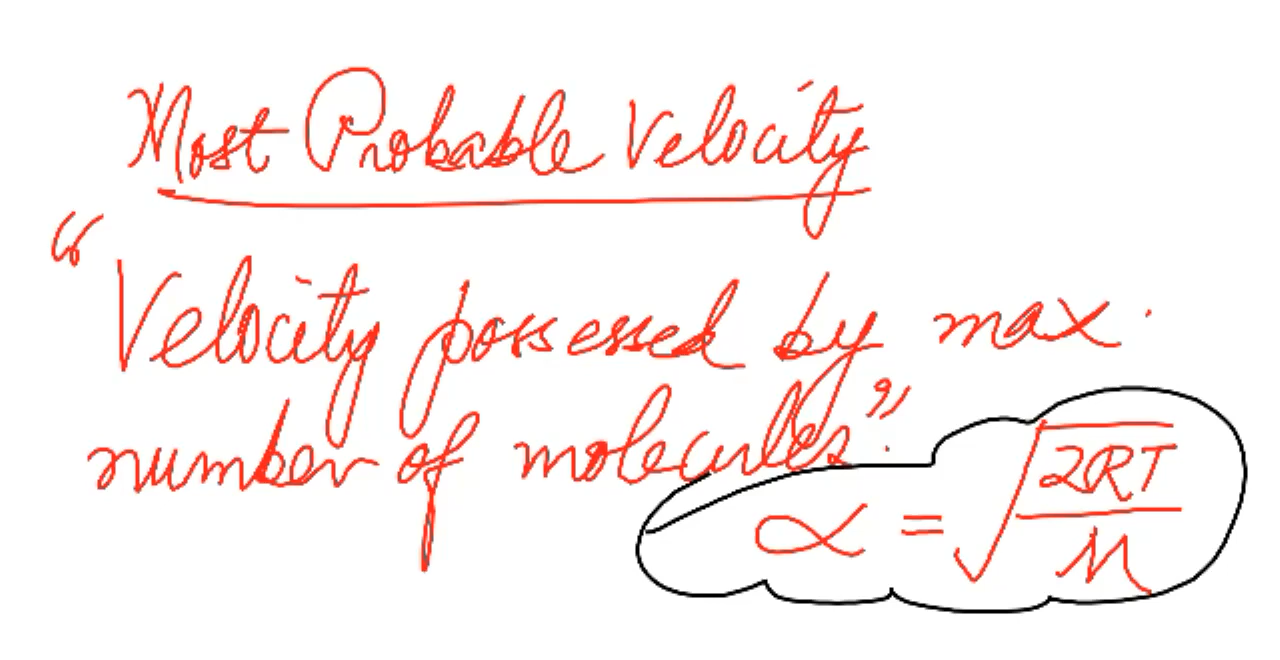 Most Probable Velocity
“Velocity possessed by max.
number of molecules”.
α = √(2RT/M)